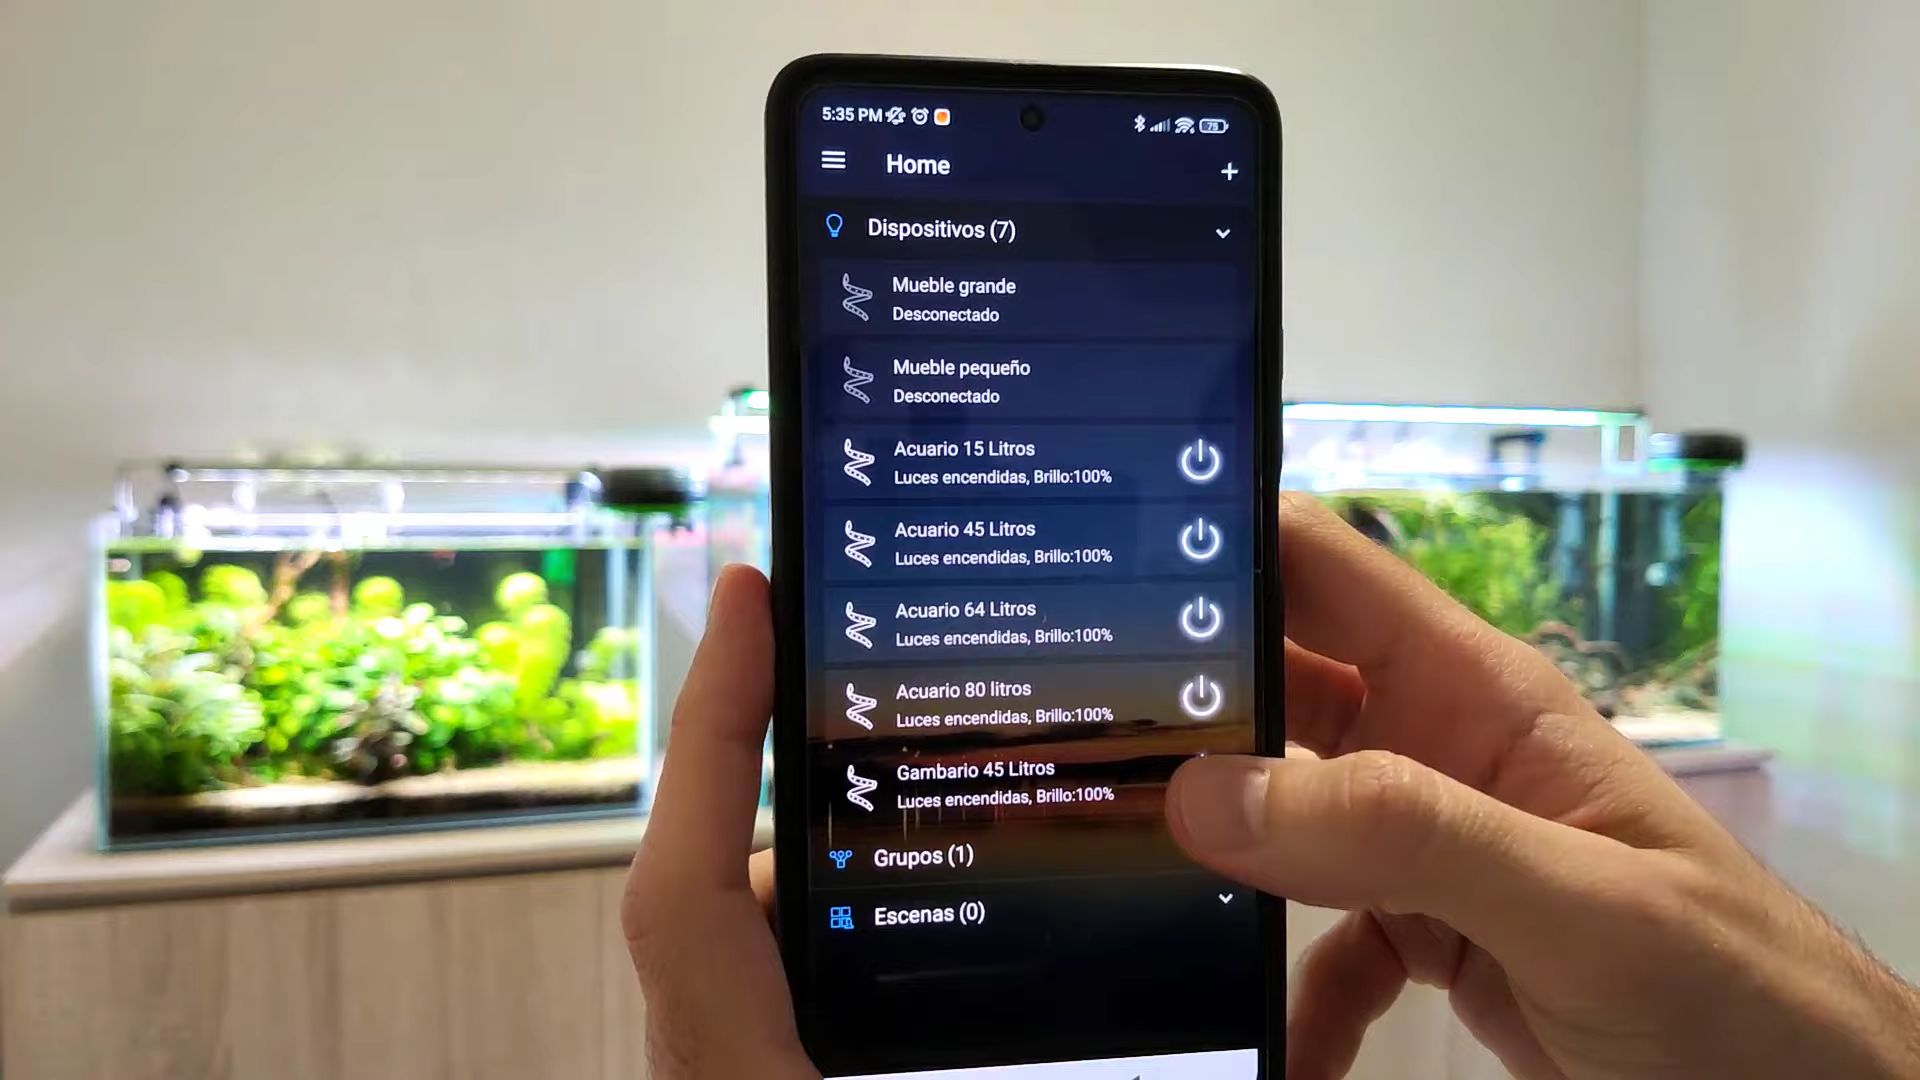 5:35 PM
75
Home
Dispositivos (7)
Mueble grande
Desconectado
Mueble pequeño
Desconectado
Acuario 15 Litros
Luces encendidas, Brillo:100%
Acuario 45 Litros
Luces encendidas, Brillo:100%
Acuario 64 Litros
Luces encendidas, Brillo:100%
Acuario 80 litros
Luces encendidas, Brillo:100%
Gambario 45 Litros
Luces encendidas, Brillo:100%
Grupos (1)
Escenas (0)